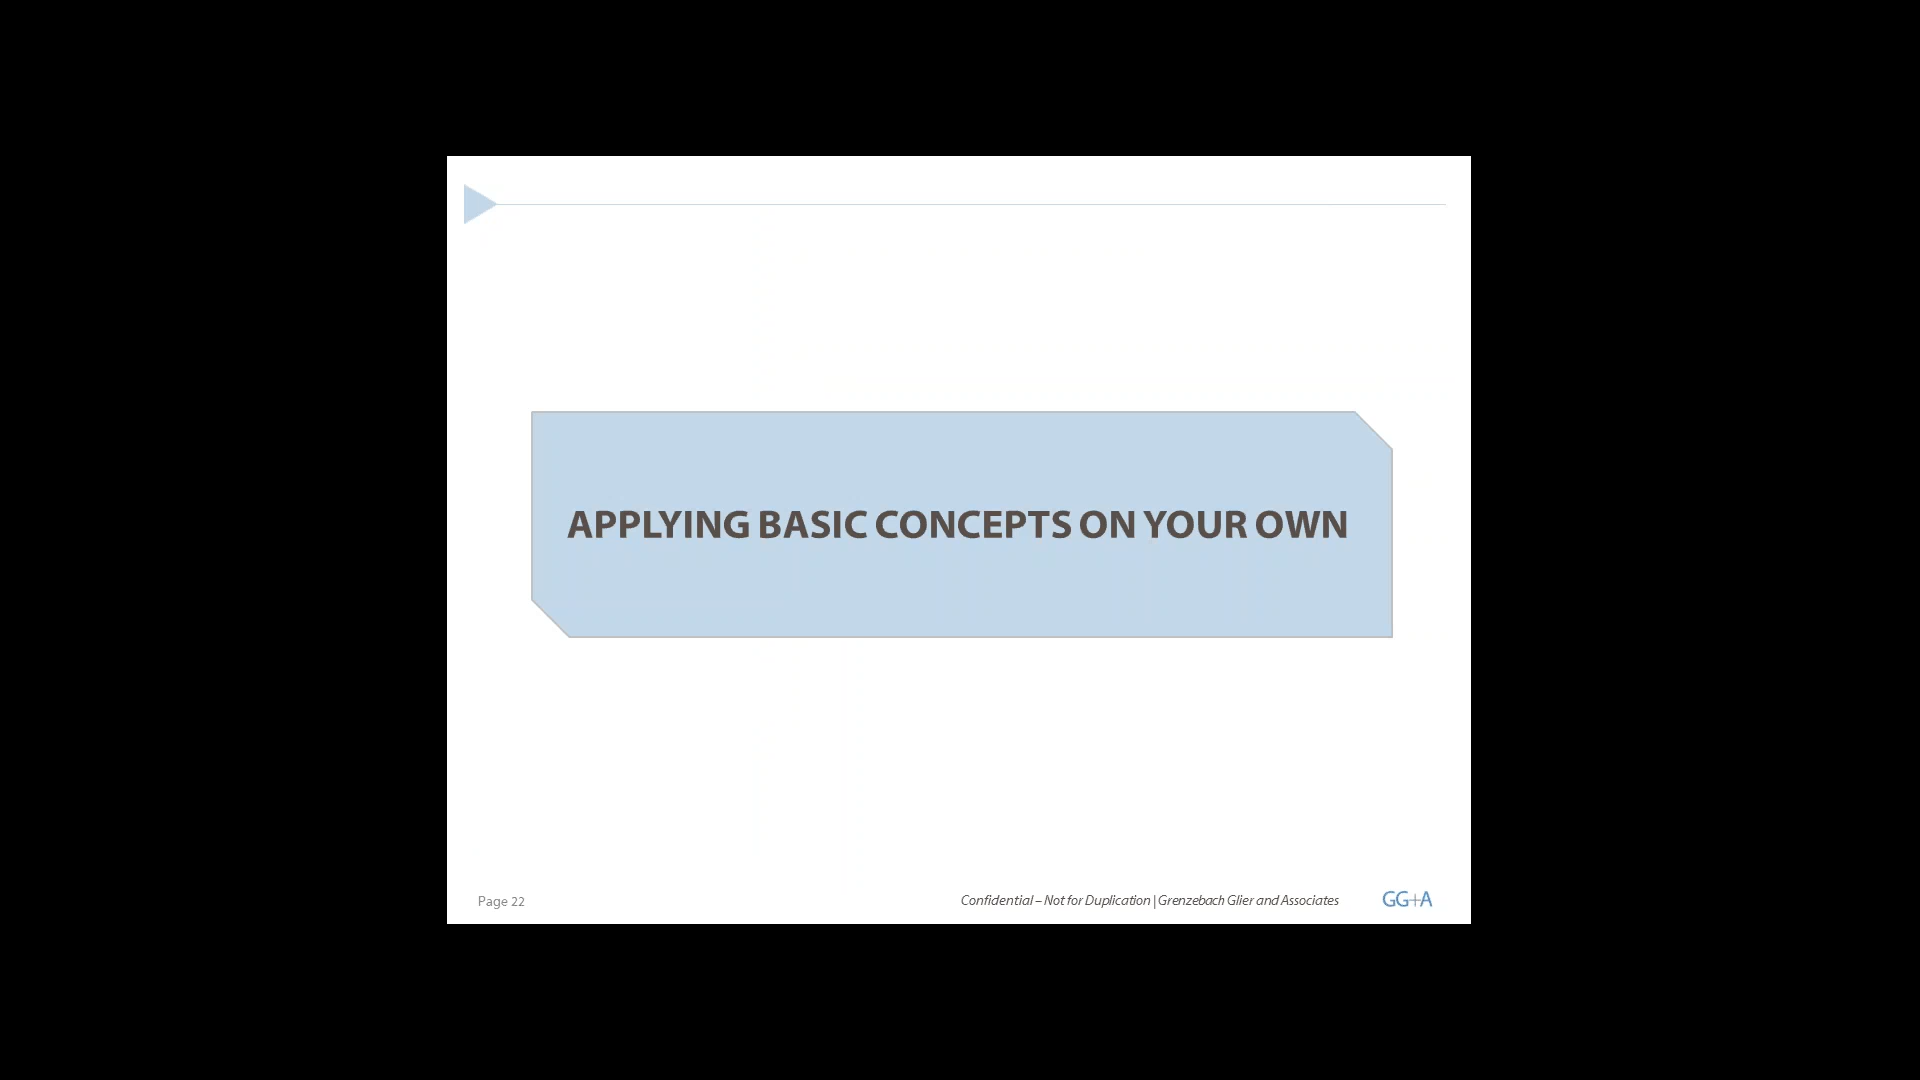 APPLYING BASIC CONCEPTS ON YOUR OWN
Page 22
Confidential – Not for Duplication | Grenzebach Glier and Associates
GG+A